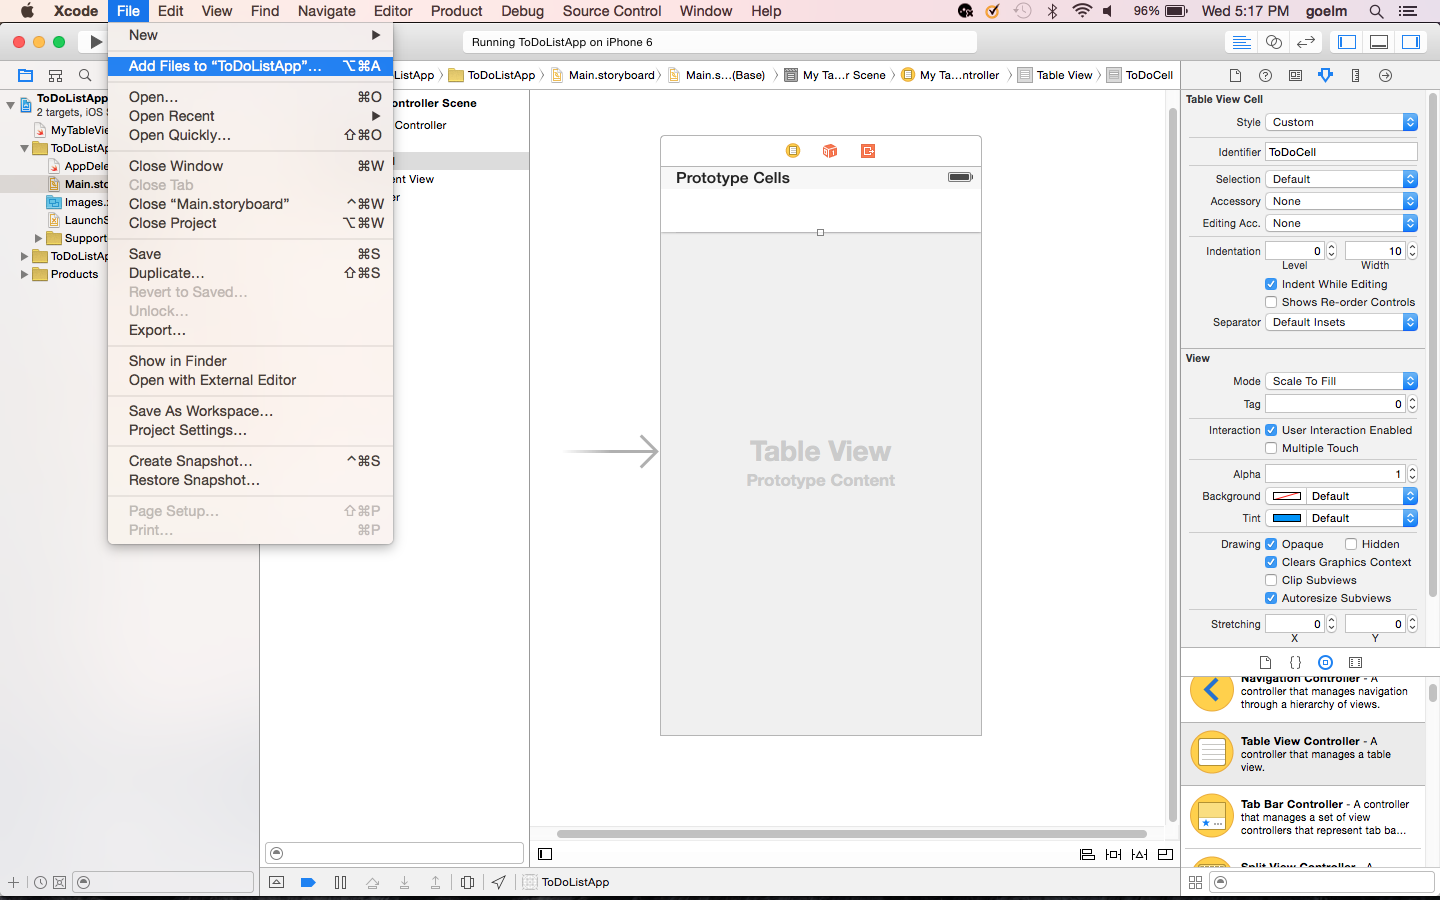 Xcode File Edit View Find Navigate Editor Product Debug Source Control Window Help 96% Wed 5:17 PM goelm
Running ToDoListApp on iPhone 6
New
Add Files to “ToDoListApp”... ⌥⌘A
Open... ⌘O
Open Recent
Open Quickly... ⇧⌘O
Close Window ⌘W
Close Tab
Close “Main.storyboard” ^⌘W
Close Project ⌥⌘W
Save ⌘S
Duplicate... ⇧⌘S
Revert to Saved...
Unlock...
Export...
Show in Finder
Open with External Editor
Save As Workspace...
Project Settings...
Create Snapshot... ^⌘S
Restore Snapshot...
Page Setup... ⇧⌘P
Print... ⌘P
ToDoListApp
2 targets, iOS
MyTableVie
ToDoListAp
AppDele
Main.sto
Images.x
LaunchS
Support
ToDoListAp
Products
ListApp ToDoListApp Main.storyboard Main.s...(Base) My Ta...r Scene My Ta...ntroller Table View ToDoCell
ontroller Scene
Controller
ent View
er
Prototype Cells
Table View
Prototype Content
ToDoListApp
Table View Cell
Style Custom
Identifier ToDoCell
Selection Default
Accessory None
Editing Acc. None
Indentation 0 10
Level Width
Indent While Editing
Shows Re-order Controls
Separator Default Insets
View
Mode Scale To Fill
Tag 0
Interaction User Interaction Enabled
Multiple Touch
Alpha 1
Background Default
Tint Default
Drawing Opaque Hidden
Clears Graphics Context
Clip Subviews
Autoresize Subviews
Stretching 0 0
X Y
Navigation Controller - A
controller that manages navigation
through a hierarchy of views.
Table View Controller - A
controller that manages a table
view.
Tab Bar Controller - A controller
that manages a set of view
controllers that represent tab ba...
Split View Controller - A